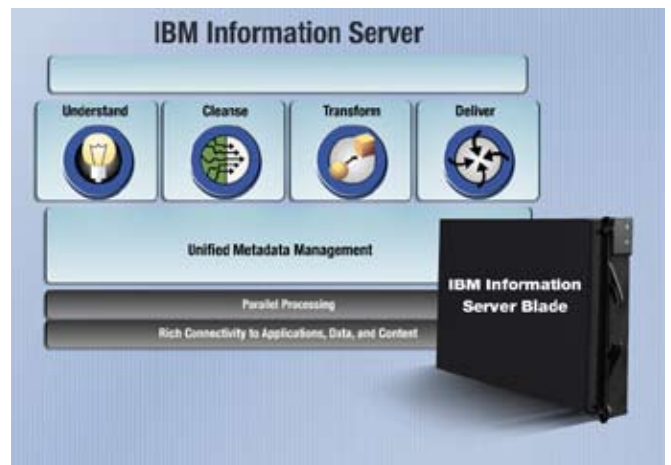 IBM Information Server
Understand
Cleanse
Transform
Deliver
Unified Metadata Management
Parallel Processing
Rich Connectivity to Applications, Data, and Content
IBM Information
Server Blade